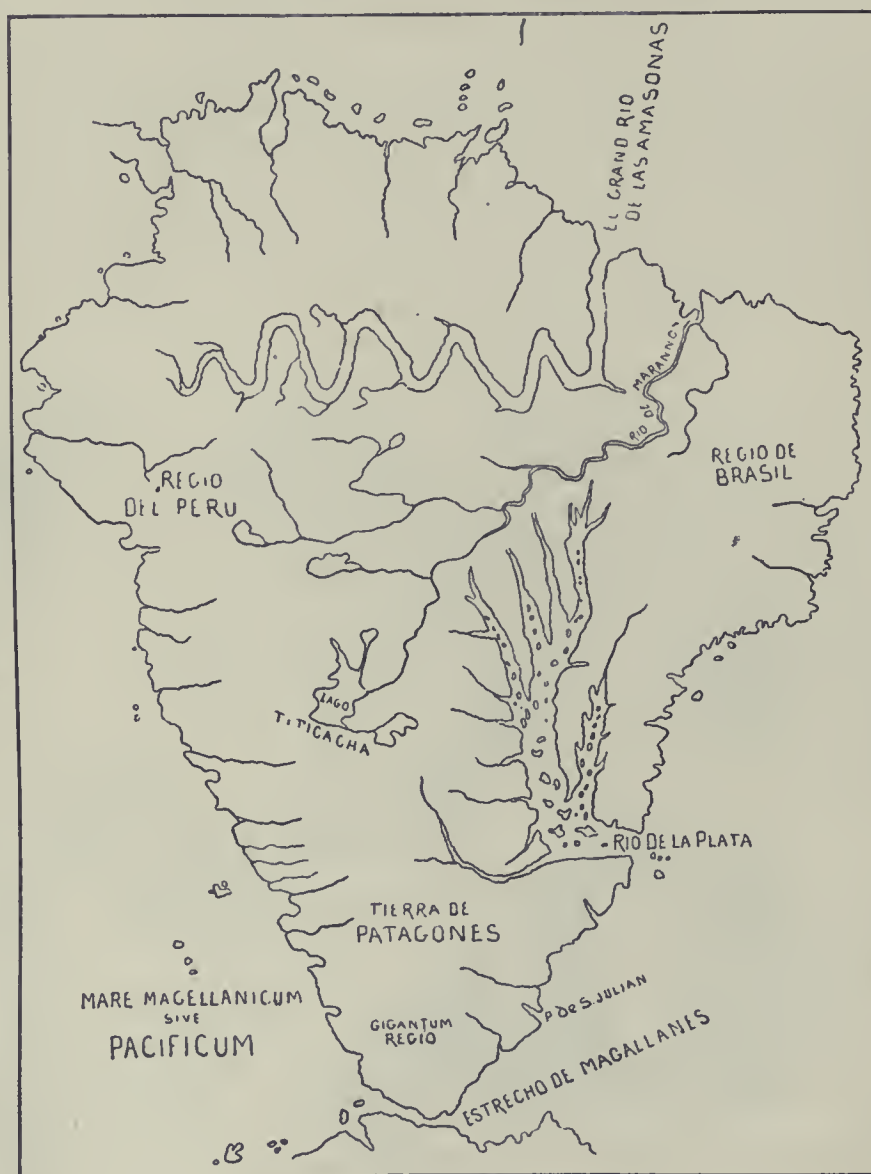 EL GRAND RIO
DE LAS AMASONAS
RIO DE MARANNON
REGIO DE
BRASIL
REGIO
DEL PERU
LAGO
TITICACHA
RIO DE LA PLATA
TIERRA DE
PATAGONES
P de S. JULIAN
MARE MAGELLANICUM
SIVE
PACIFICUM
GIGANTUM
REGIO
ESTRECHO DE MAGALLANES